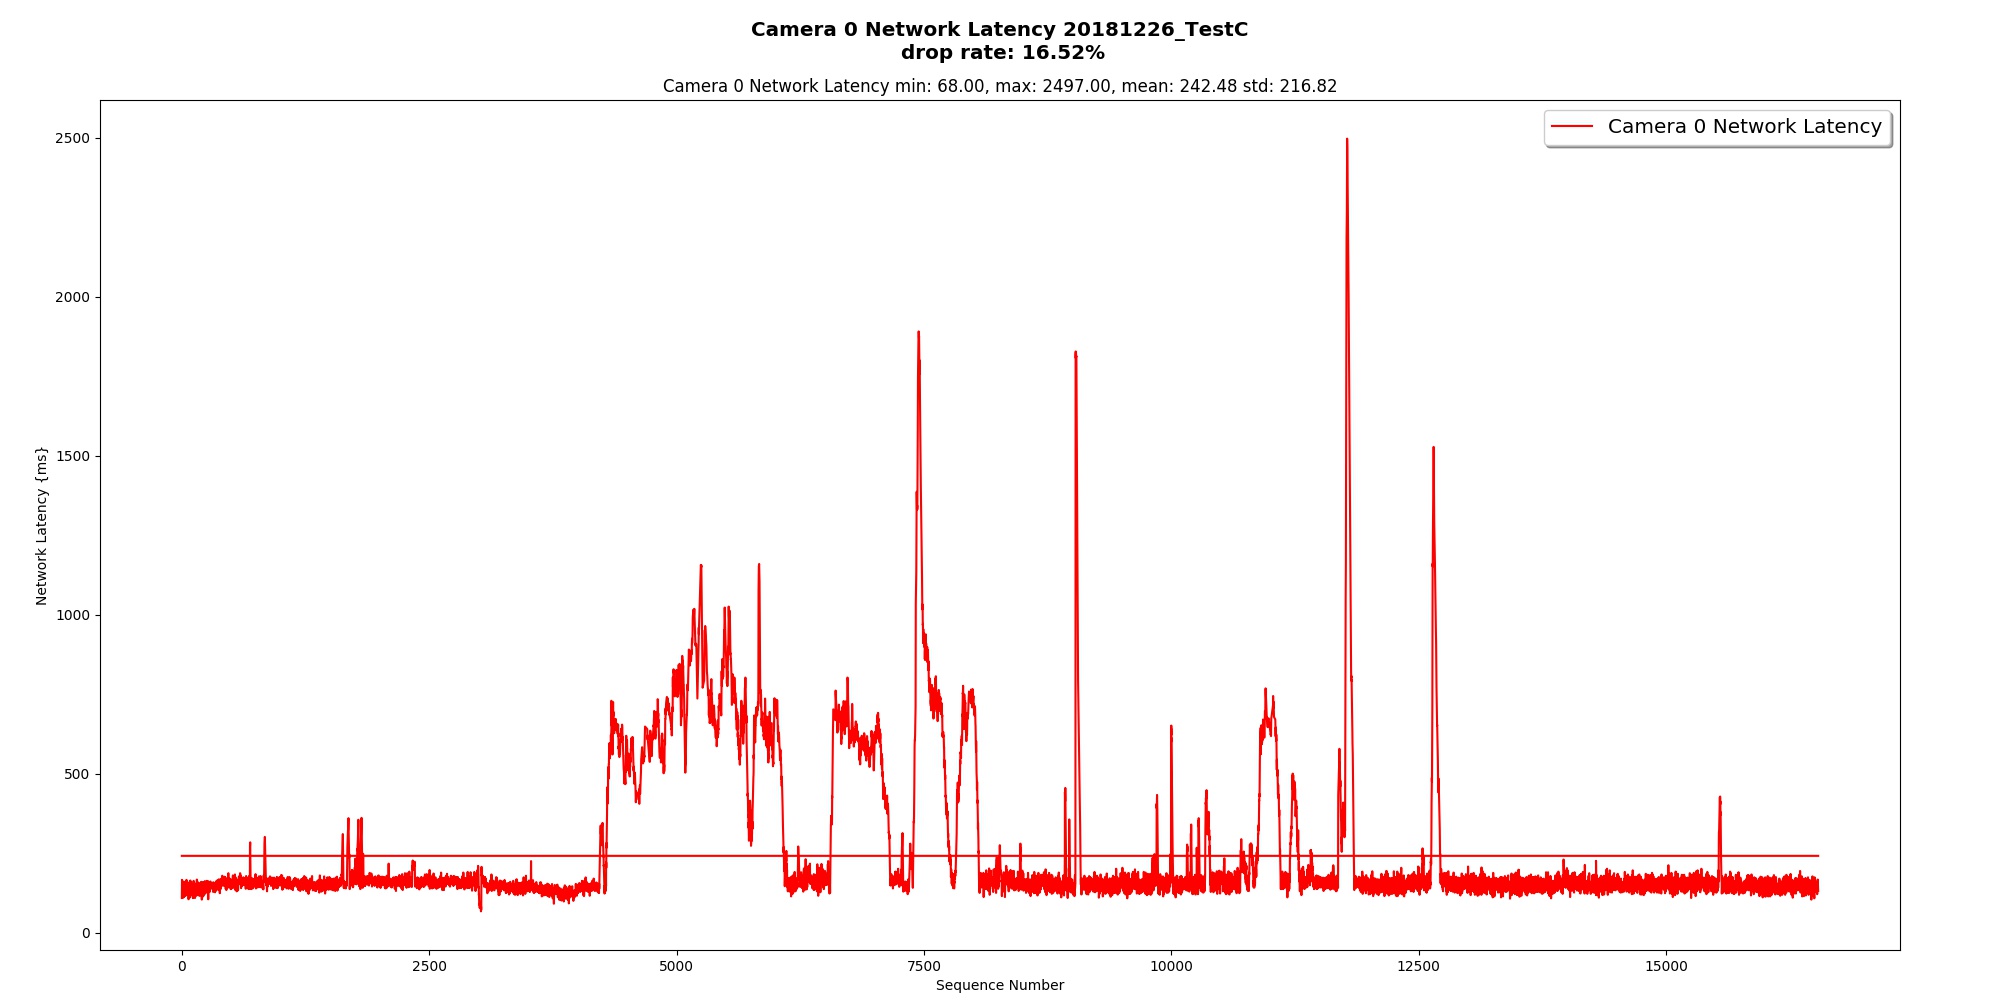 Camera 0 Network Latency 20181226_TestC
drop rate: 16.52%
Camera 0 Network Latency min: 68.00, max: 2497.00, mean: 242.48 std: 216.82
Camera 0 Network Latency
2500
2000
1500
1000
500
0
Network Latency {ms}
0 2500 5000 7500 10000 12500 15000
Sequence Number